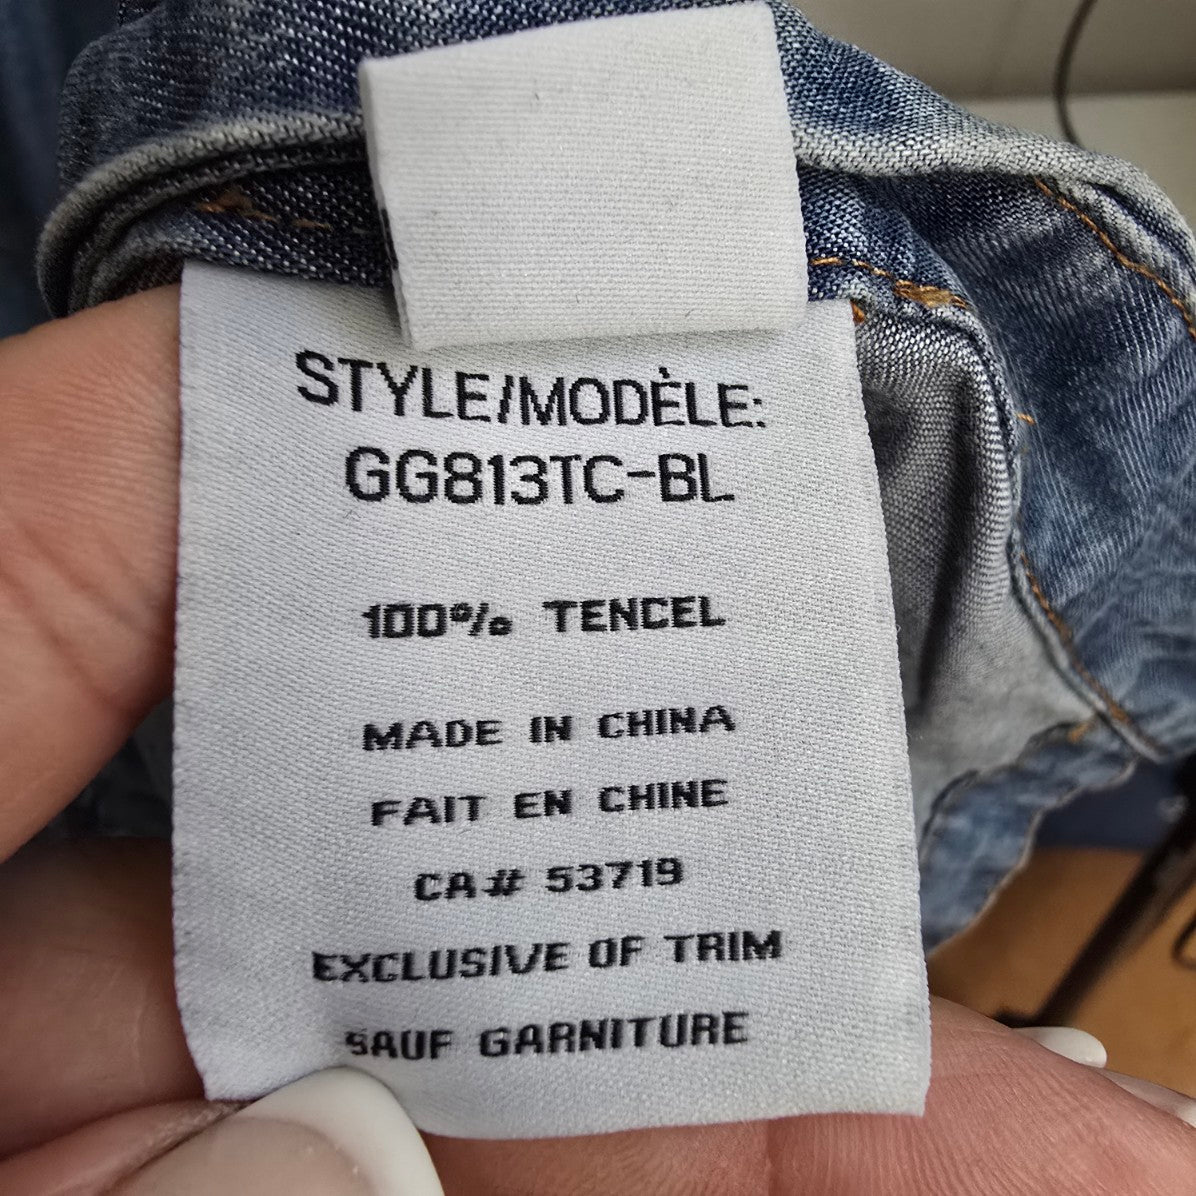 STYLE/MODÈLE:
GG813TC-BL
100% TENCEL
MADE IN CHINA
FAIT EN CHINE
CA# 53719
EXCLUSIVE OF TRIM
SAUF GARNITURE